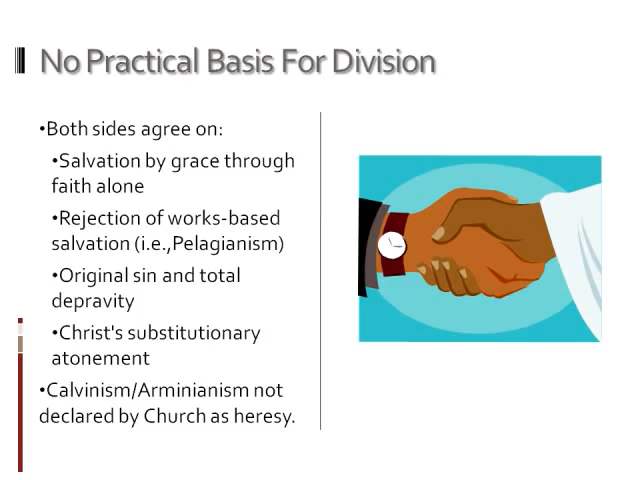 No Practical Basis For Division
•Both sides agree on:
•Salvation by grace through
faith alone
•Rejection of works-based
salvation (i.e.,Pelagianism)
•Original sin and total
depravity
•Christ's substitutionary
atonement
•Calvinism/Arminianism not
declared by Church as heresy.